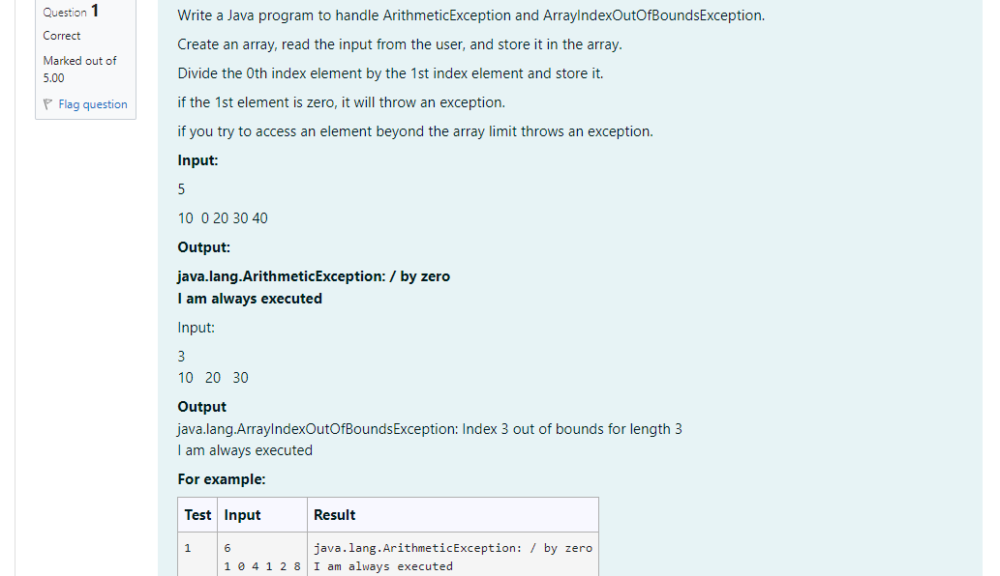 Question 1
Correct
Marked out of
5.00
Flag question
Write a Java program to handle ArithmeticException and ArrayIndexOutOfBoundsException.
Create an array, read the input from the user, and store it in the array.
Divide the 0th index element by the 1st index element and store it.
if the 1st element is zero, it will throw an exception.
if you try to access an element beyond the array limit throws an exception.
Input:
5
10 0 20 30 40
Output:
java.lang.ArithmeticException: / by zero
I am always executed
Input:
3
10 20 30
Output
java.lang.ArrayIndexOutOfBoundsException: Index 3 out of bounds for length 3
I am always executed
For example:
Test Input Result
1 6 java.lang.ArithmeticException: / by zero
1 0 4 1 2 8 I am always executed